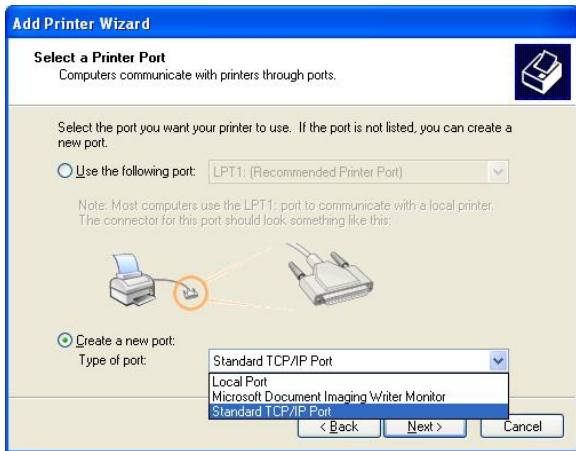 Add Printer Wizard
Select a Printer Port
Computers communicate with printers through ports.
Select the port you want your printer to use. If the port is not listed, you can create a
new port.
Use the following port: LPT1: (Recommended Printer Port)
Note: Most computers use the LPT1: port to communicate with a local printer.
The connector for this port should look something like this:
Create a new port:
Type of port: Standard TCP/IP Port
Local Port
Microsoft Document Imaging Writer Monitor
Standard TCP/IP Port
< Back Next > Cancel